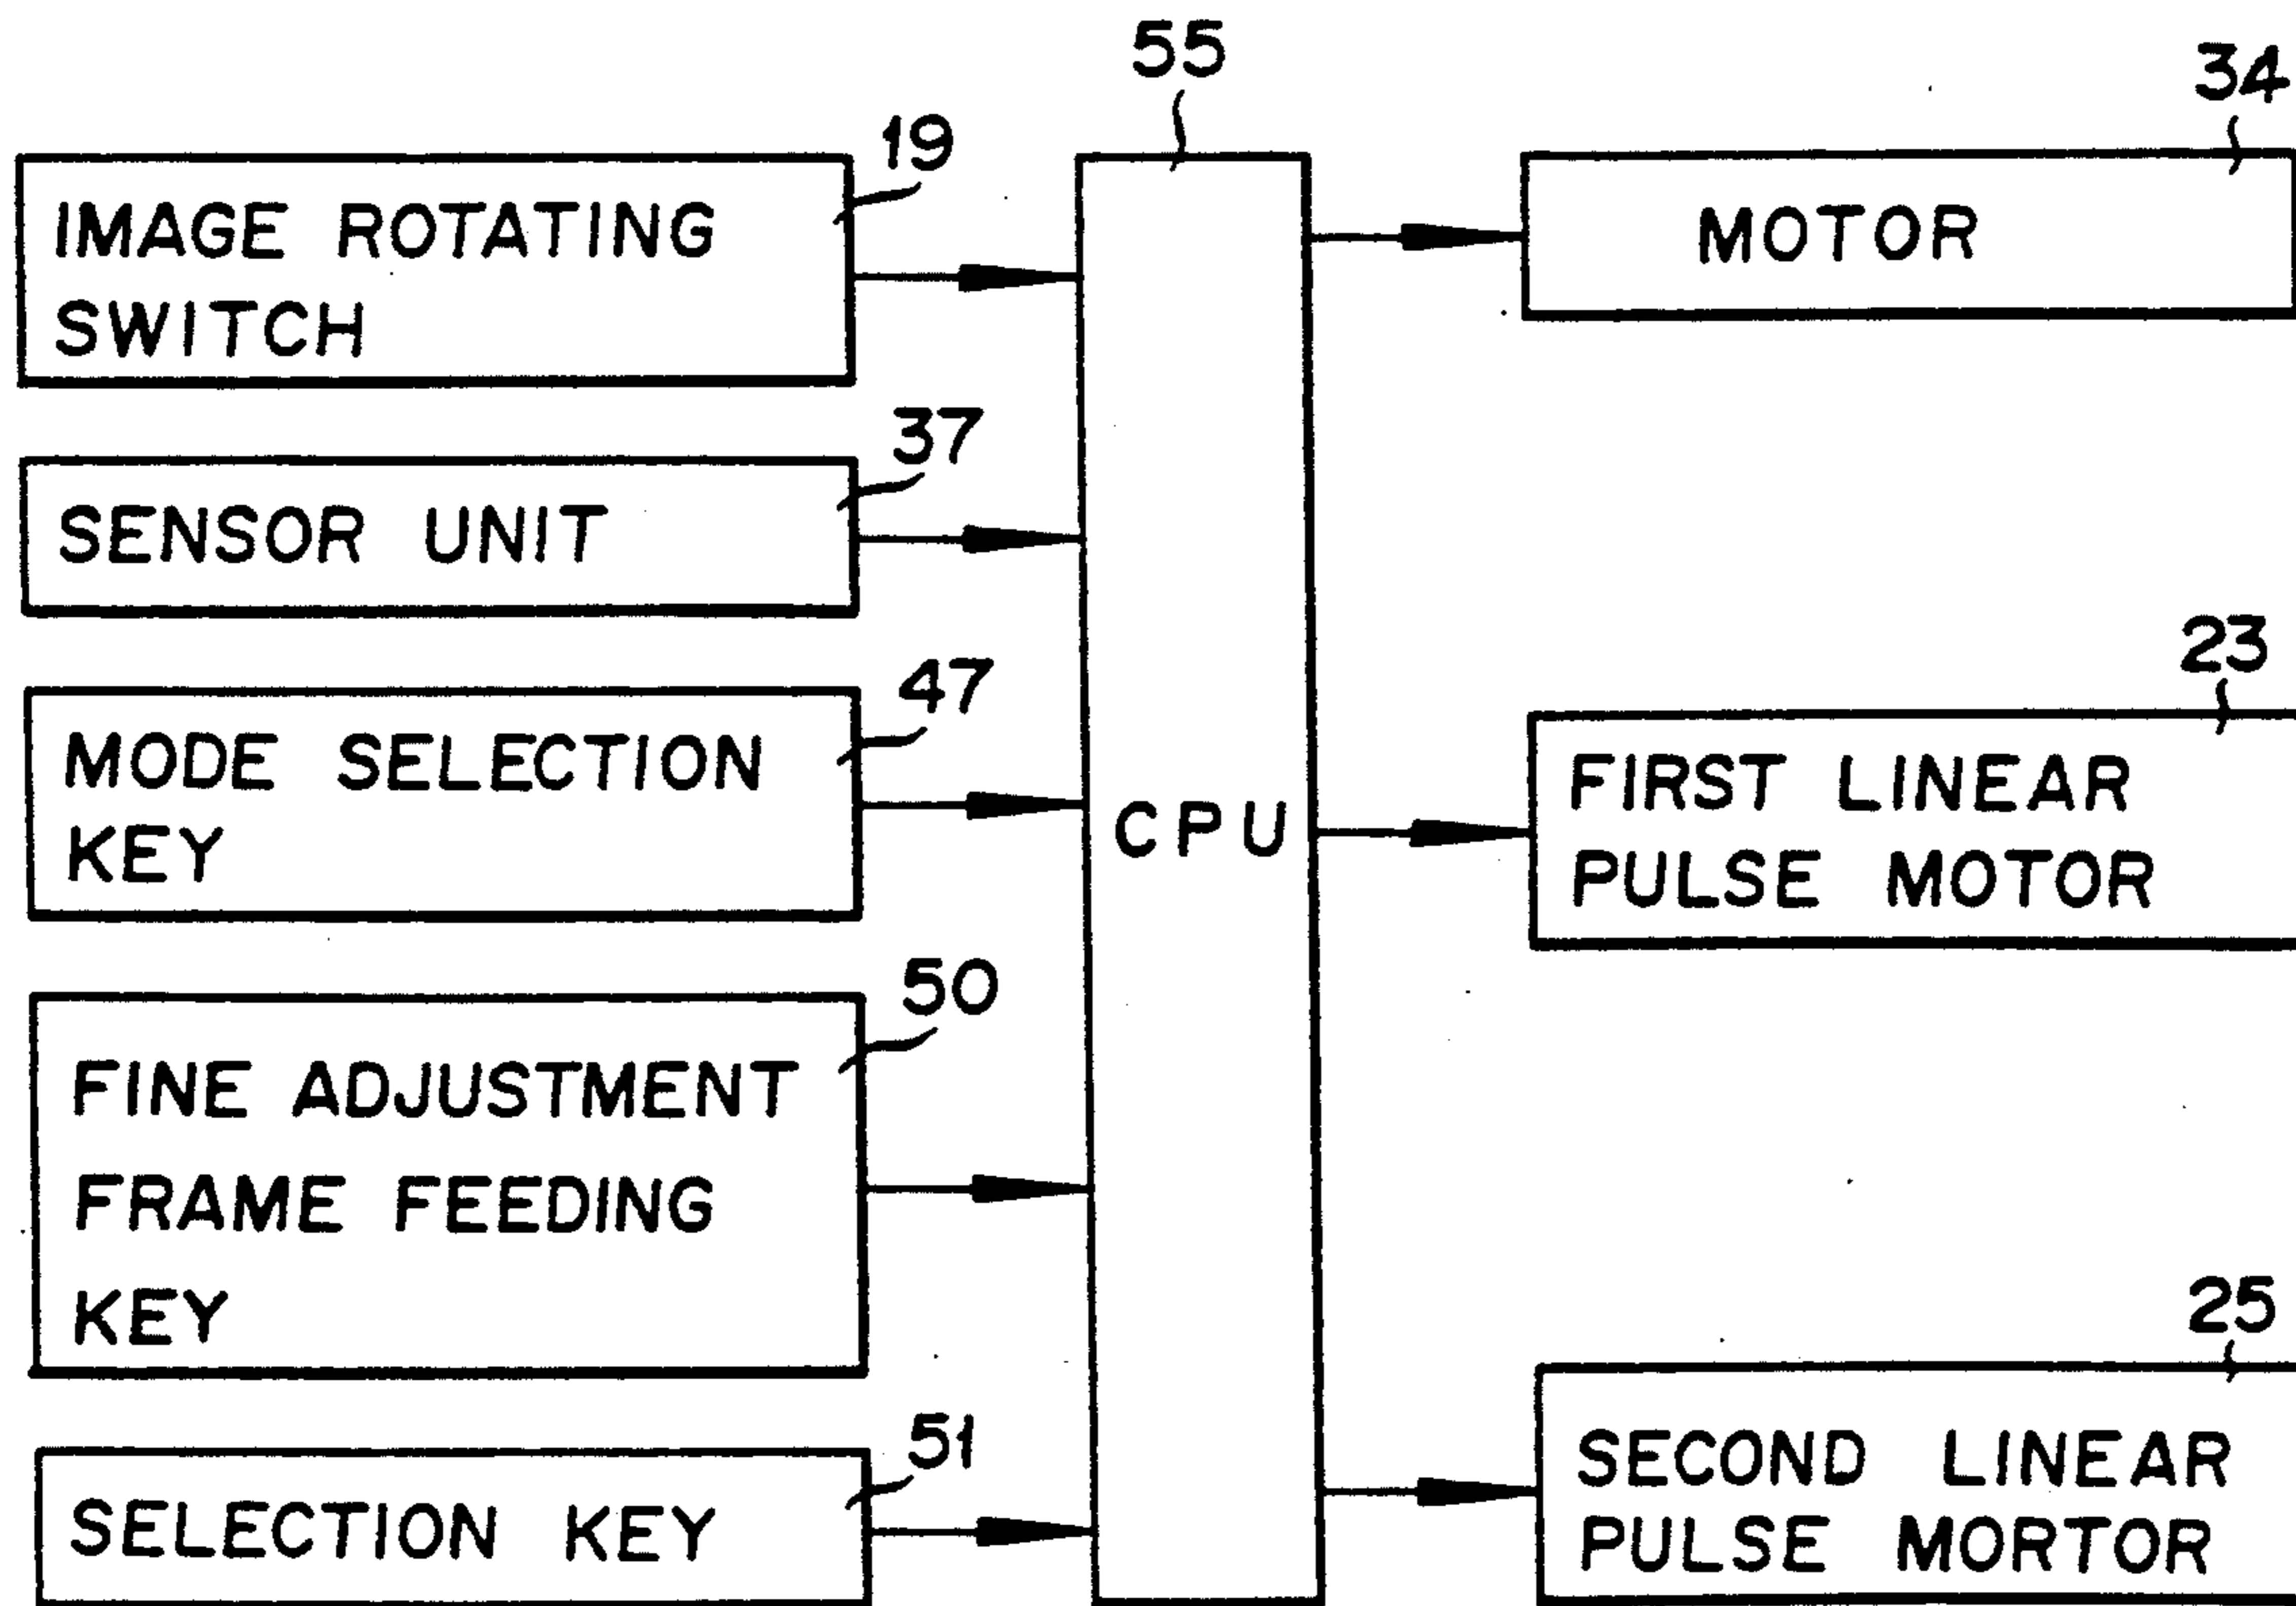 55
34
19
IMAGE ROTATING
SWITCH
MOTOR
37
SENSOR UNIT
23
47
MODE SELECTION
KEY
CPU
FIRST LINEAR
PULSE MOTOR
50
FINE ADJUSTMENT
FRAME FEEDING
KEY
25
51
SELECTION KEY
SECOND LINEAR
PULSE MORTOR